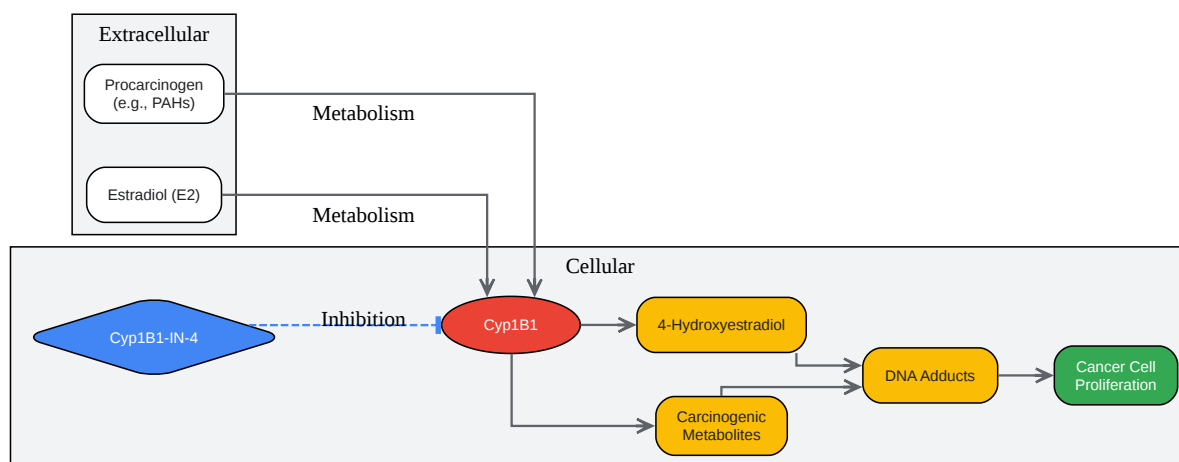 Extracellular
Procarcinogen
(e.g., PAHs)
Metabolism
Estradiol (E2)
Metabolism
Cellular
Cyp1B1-IN-4
Inhibition
Cyp1B1
4-Hydroxyestradiol
DNA Adducts
Cancer Cell
Proliferation
Carcinogenic
Metabolites